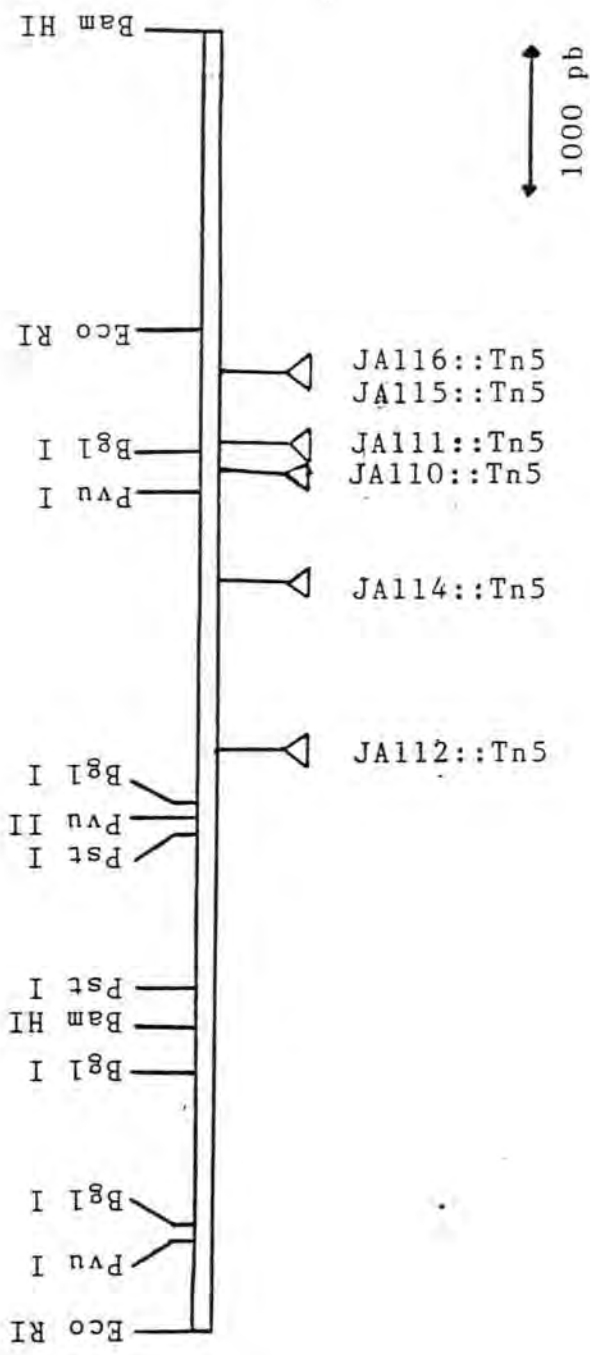 Bam HI
Eco RI
Bgl I
Pvu I
Bgl I
Pvu II
Pst I
Pst I
Bam HI
Bgl I
Bgl I
Pvu I
Eco RI
1000 pb
JA116::Tn5
JA115::Tn5
JA111::Tn5
JA110::Tn5
JA114::Tn5
JA112::Tn5